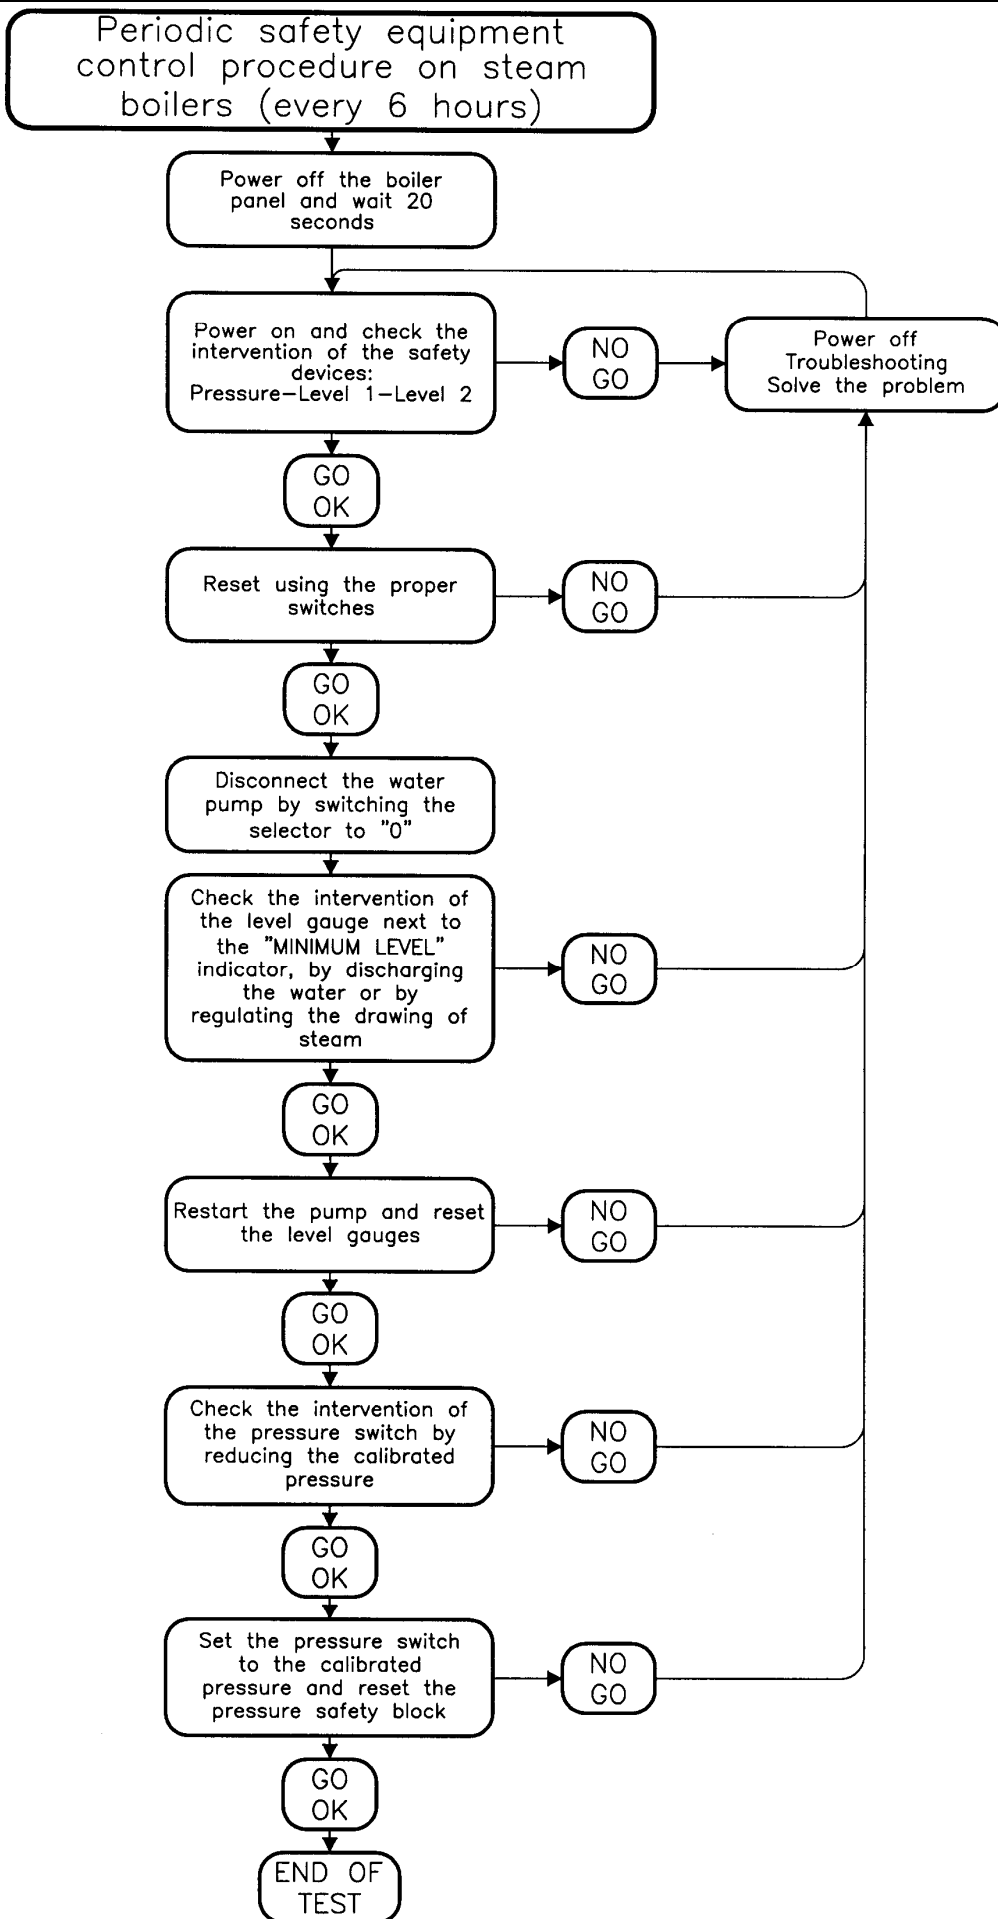 Periodic safety equipment
control procedure on steam
boilers (every 6 hours)
Power off the boiler
panel and wait 20
seconds
Power on and check the
intervention of the safety
devices:
Pressure-Level 1-Level 2
NO
GO
Power off
Troubleshooting
Solve the problem
GO
OK
Reset using the proper
switches
NO
GO
GO
OK
Disconnect the water
pump by switching the
selector to "0"
Check the intervention of
the level gauge next to
the "MINIMUM LEVEL"
indicator, by discharging
the water or by
regulating the drawing of
steam
NO
GO
GO
OK
Restart the pump and reset
the level gauges
NO
GO
GO
OK
Check the intervention of
the pressure switch by
reducing the calibrated
pressure
NO
GO
GO
OK
Set the pressure switch
to the calibrated
pressure and reset the
pressure safety block
NO
GO
GO
OK
END OF
TEST